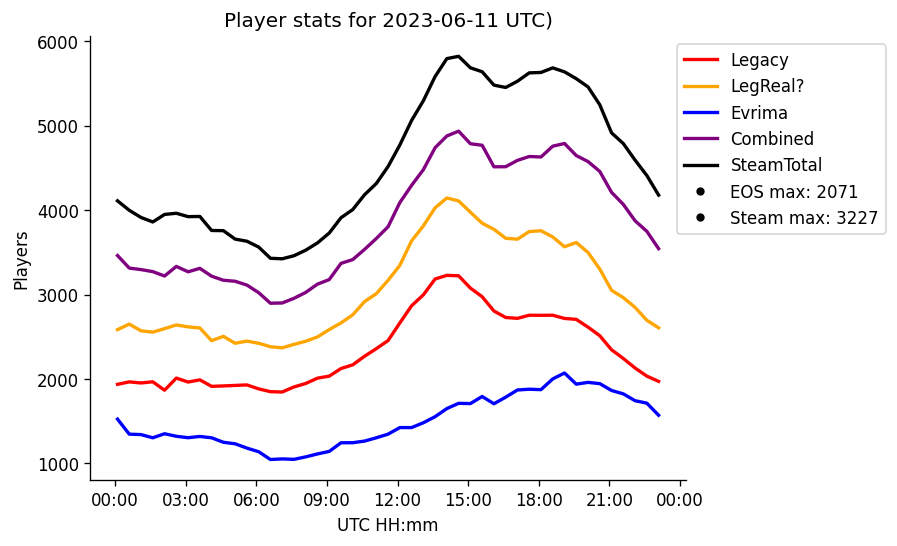 Player stats for 2023-06-11 UTC)
Players
6000
5000
4000
3000
2000
1000
00:00 03:00 06:00 09:00 12:00 15:00 18:00 21:00 00:00
UTC HH:mm
Legacy
LegReal?
Evrima
Combined
SteamTotal
EOS max: 2071
Steam max: 3227